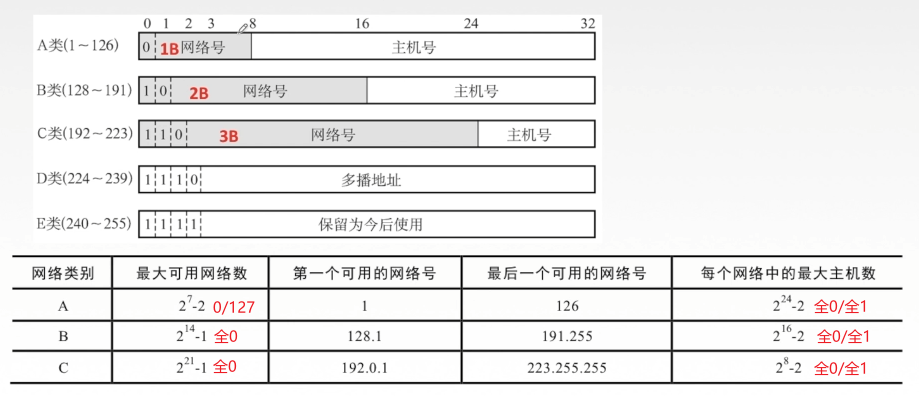 0 1 2 3 8 16 24 32
A类(1～126) 0 1B 网络号 主机号
B类(128～191) 1 0 2B 网络号 主机号
C类(192～223) 1 1 0 3B 网络号 主机号
D类(224～239) 1 1 1 0 多播地址
E类(240～255) 1 1 1 1 保留为今后使用
网络类别 最大可用网络数 第一个可用的网络号 最后一个可用的网络号 每个网络中的最大主机数
A 2^7-2 0/127 1 126 2^24-2 全0/全1
B 2^14-1 全0 128.1 191.255 2^16-2 全0/全1
C 2^21-1 全0 192.0.1 223.255.255 2^8-2 全0/全1